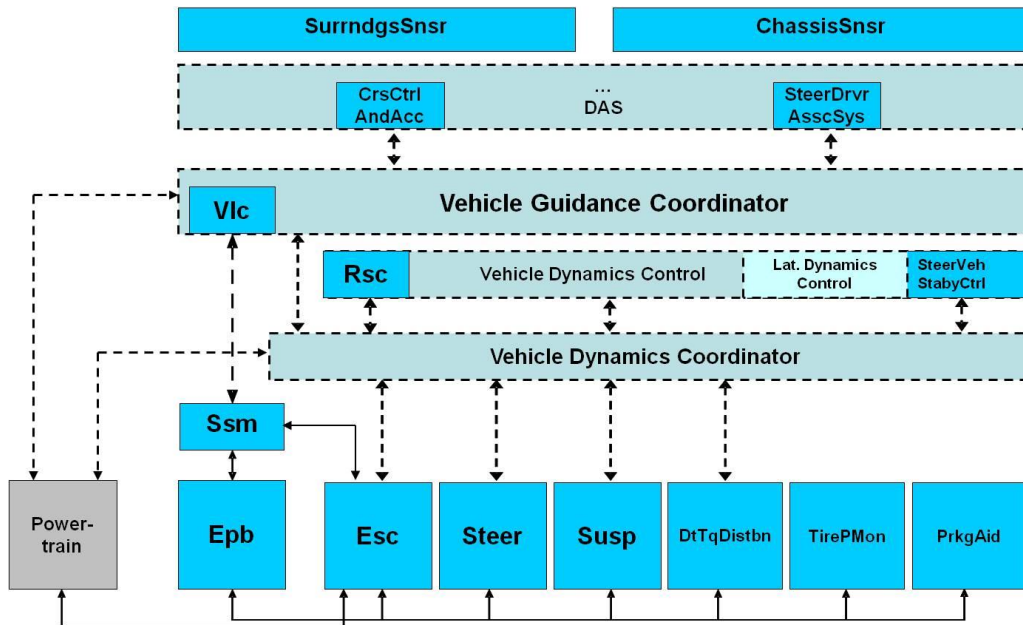 SurrndgsSnsr
ChassisSnsr
CrsCtrl
AndAcc
...
DAS
SteerDrvr
AsscSys
Vlc
Vehicle Guidance Coordinator
Rsc
Vehicle Dynamics Control
Lat. Dynamics
Control
SteerVeh
StabyCtrl
Vehicle Dynamics Coordinator
Ssm
Power-
train
Epb
Esc
Steer
Susp
DtTqDistbn
TirePMon
PrkgAid